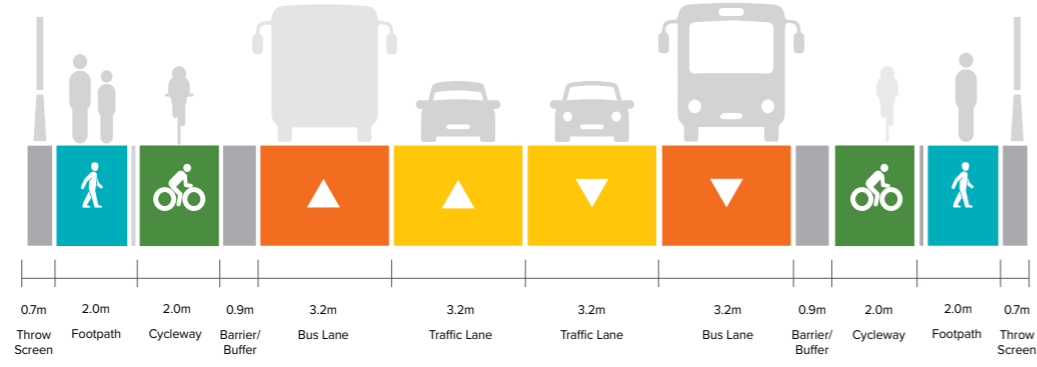 0.7m 2.0m 2.0m 0.9m 3.2m 3.2m 3.2m 3.2m 0.9m 2.0m 2.0m 0.7m
Throw Footpath Cycleway Barrier/ Bus Lane Traffic Lane Traffic Lane Bus Lane Barrier/ Cycleway Footpath Throw
Screen Buffer Buffer Screen